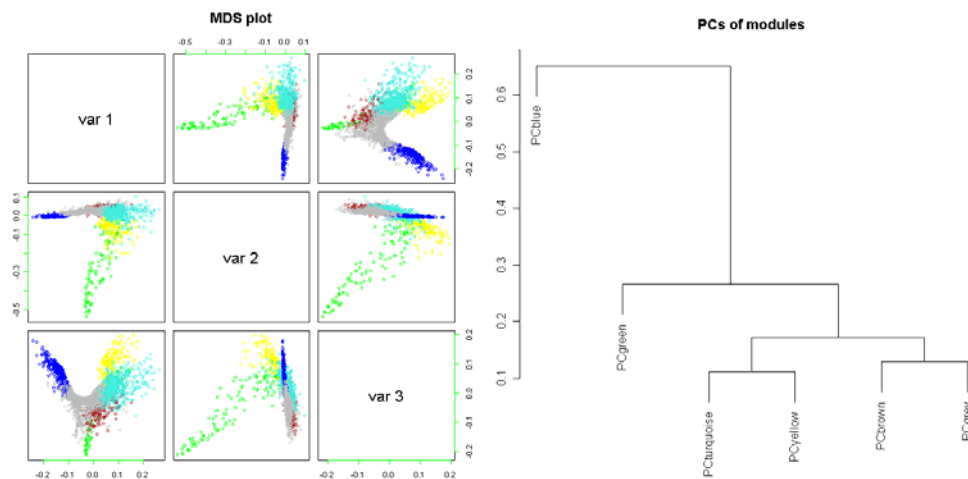 MDS plot
PCs of modules
-0.5 -0.3 -0.1 0.0 0.1
var 1
0.2
0.1
0.0
-0.1
-0.2
0.1
0.0
-0.1
-0.3
-0.5
var 2
var 3
0.2
0.1
0.0
-0.1
-0.2
-0.2 -0.1 0.0 0.1 0.2
-0.2 -0.1 0.0 0.1 0.2
0.6
0.5
0.4
0.3
0.2
0.1
PCblue
PCgreen
PCturquoise
PCyellow
PCbrown
PCgrey